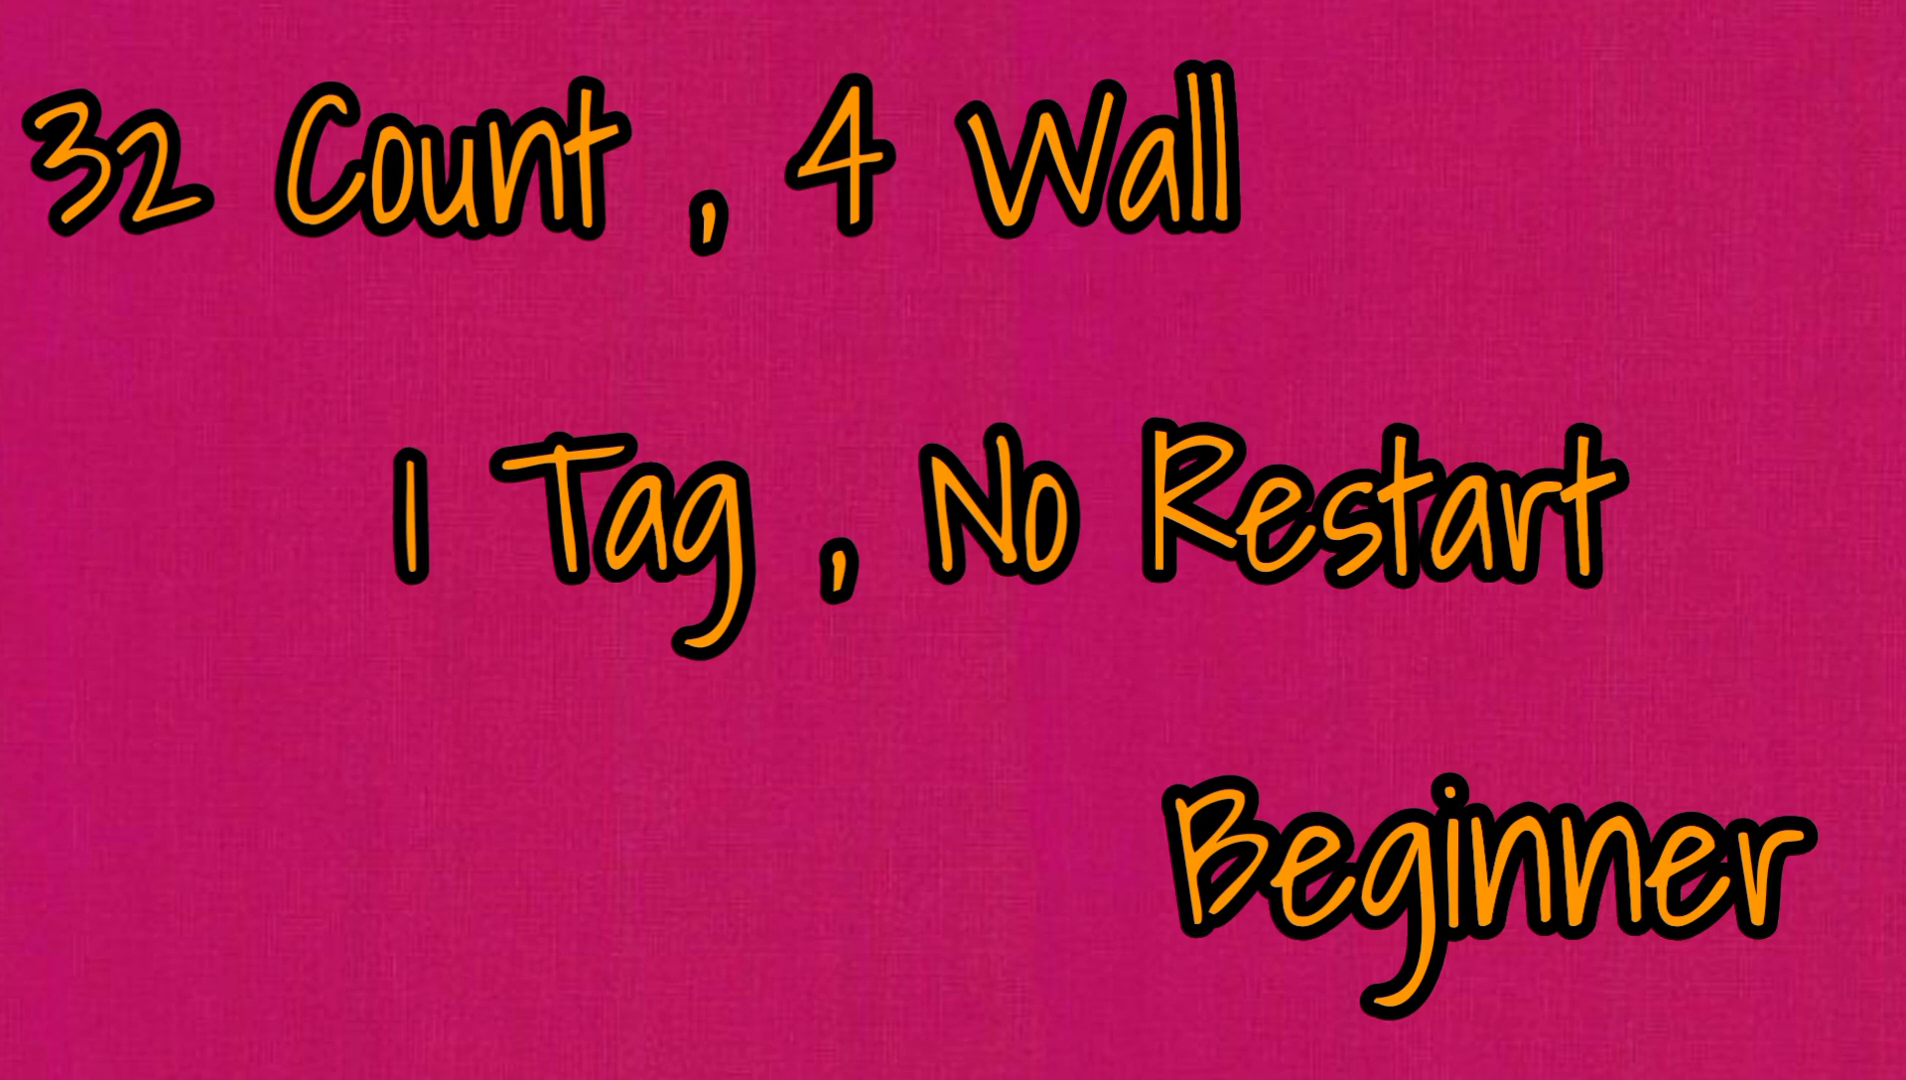 32 Count , 4 Wall
1 Tag , No Restart
Beginner